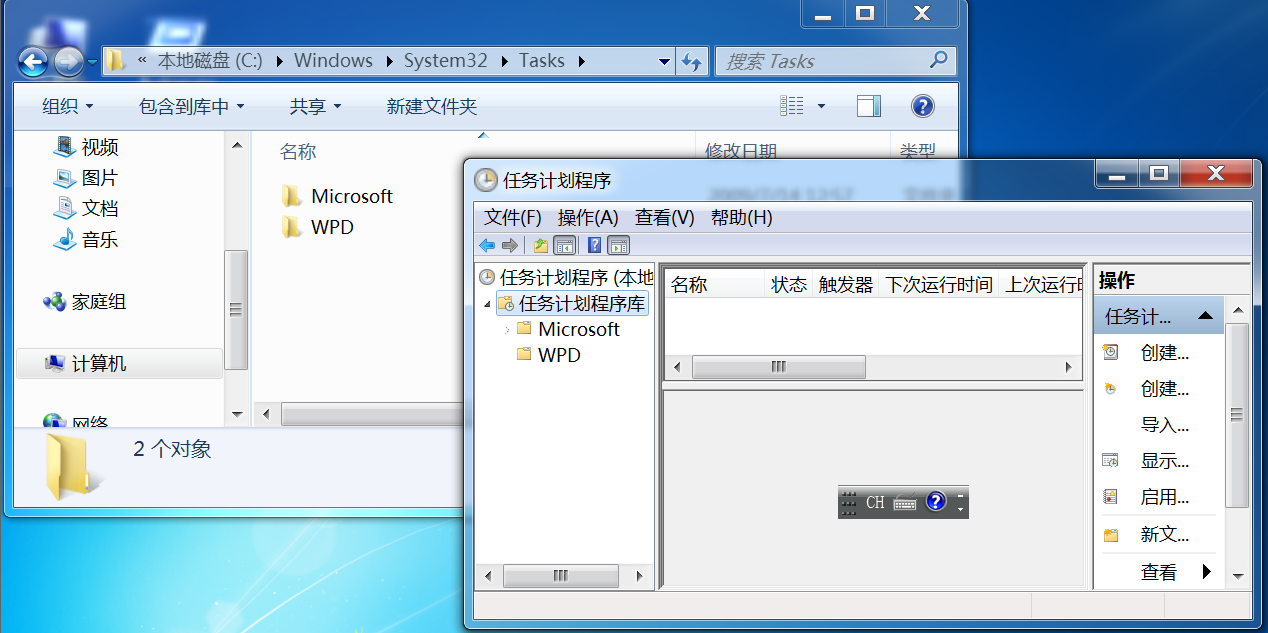 « 本地磁盘 (C:) Windows System32 Tasks
搜索 Tasks
组织 包含到库中 共享 新建文件夹
视频
图片
文档
音乐
家庭组
计算机
网络
名称 修改日期 类型
Microsoft
WPD
2 个对象
任务计划程序
文件(F) 操作(A) 查看(V) 帮助(H)
任务计划程序 (本地
任务计划程序库
Microsoft
WPD
名称 状态 触发器 下次运行时间 上次运行时
CH
操作
任务计...
创建...
创建...
导入...
显示...
启用...
新文...
查看